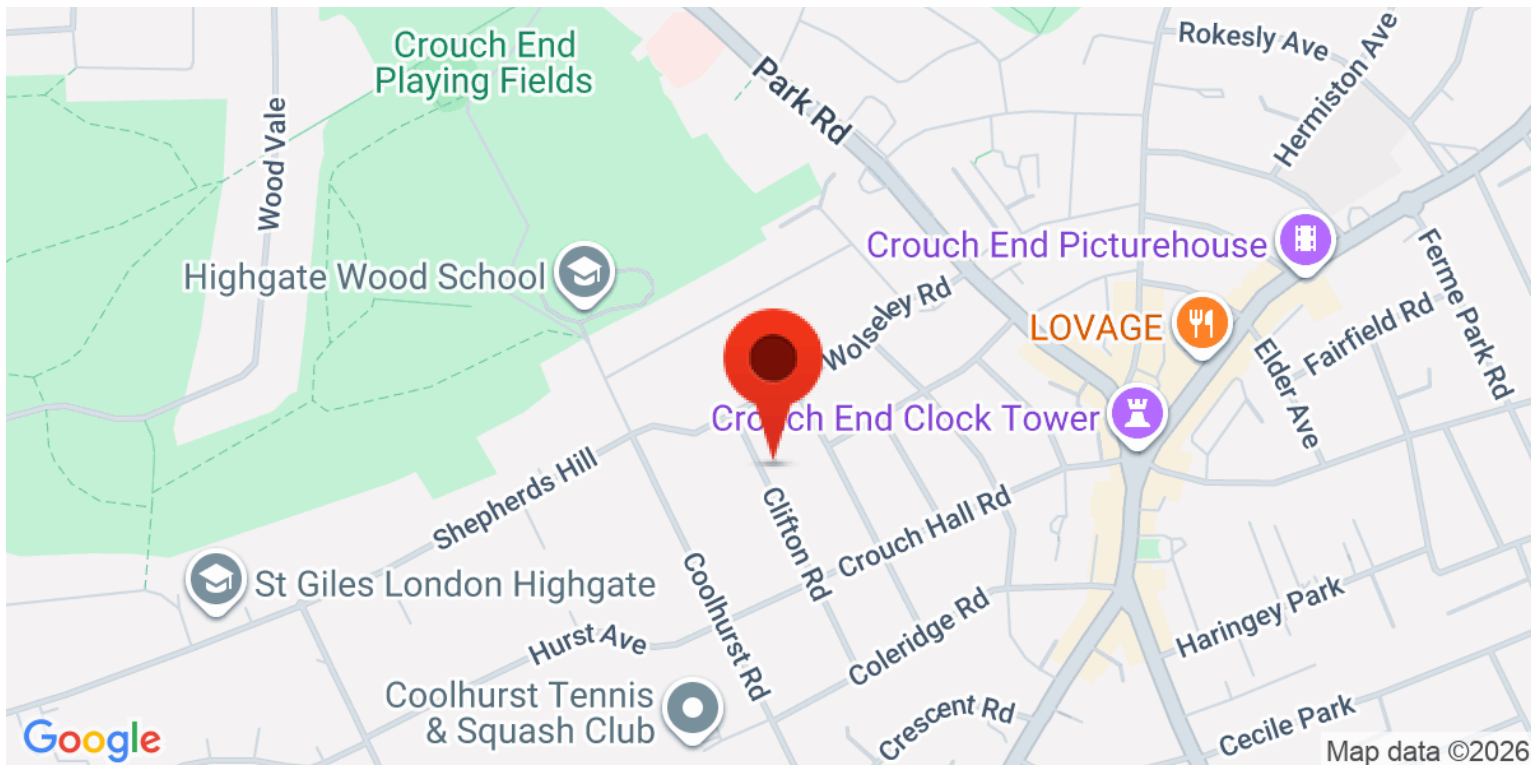 Crouch End
Playing Fields
Wood Vale
Park Rd
Rokesly Ave
Hermiston Ave
Highgate Wood School
Crouch End Picturehouse
Wolseley Rd
LOVAGE
Ferme Park Rd
Fairfield Rd
Elder Ave
Crouch End Clock Tower
Shepherds Hill
Clifton Rd
Crouch Hall Rd
St Giles London Highgate
Coolhurst Rd
Hurst Ave
Coleridge Rd
Haringey Park
Coolhurst Tennis
& Squash Club
Crescent Rd
Cecile Park
Google
Map data ©2026